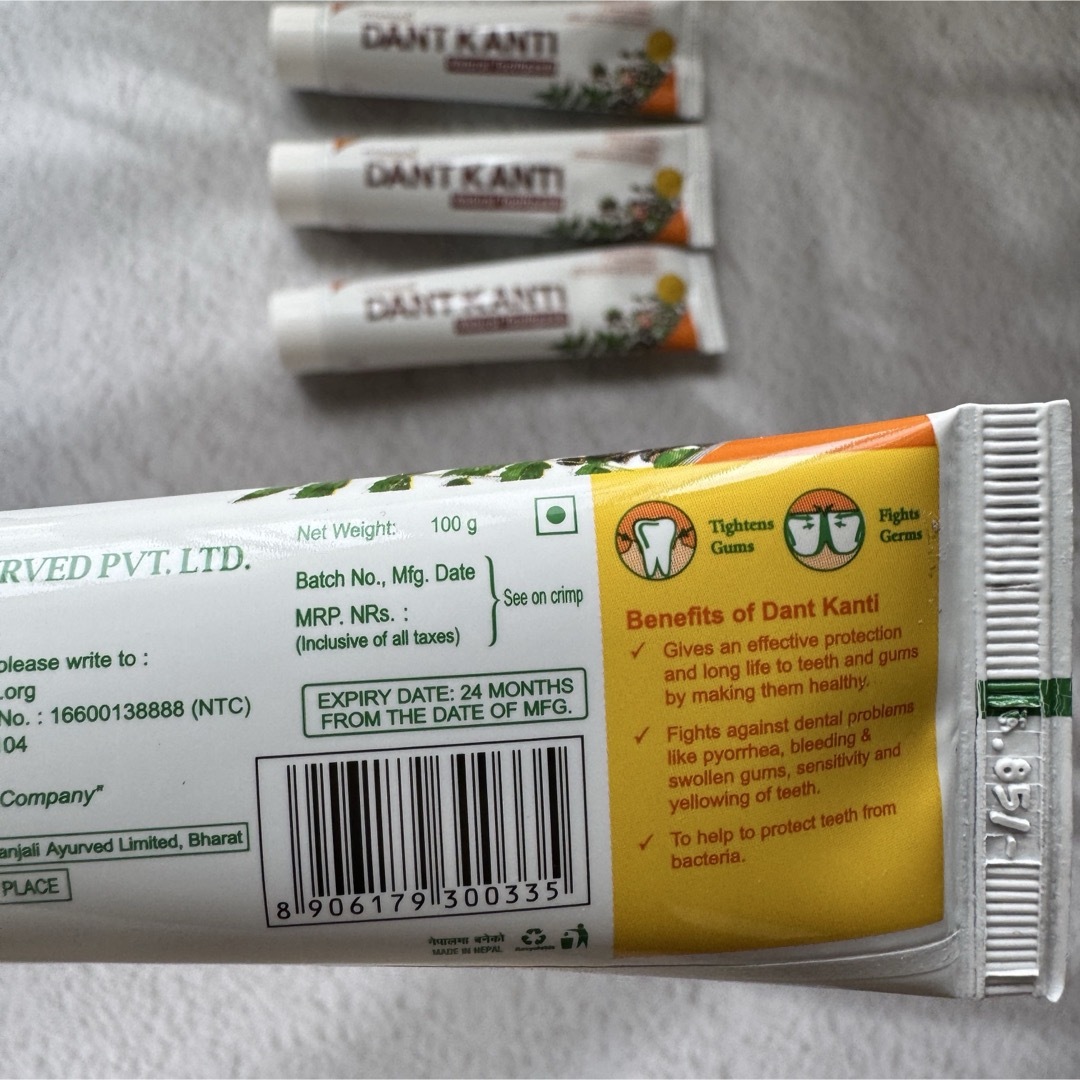 DANT KANTI
DANT KANTI
DANT KANTI
RVED PVT. LTD.
please write to :
.org
No. : 16600138888 (NTC)
04
Company"
anjali Ayurved Limited, Bharat
PLACE
Net Weight: 100 g
Batch No., Mfg. Date
MRP. NRs. :
(Inclusive of all taxes)
See on crimp
EXPIRY DATE: 24 MONTHS
FROM THE DATE OF MFG.
8 906179 300335
नेपालमा बनेको
MADE IN NEPAL
Tightens
Gums
Fights
Germs
Benefits of Dant Kanti
✓ Gives an effective protection
and long life to teeth and gums
by making them healthy.
✓ Fights against dental problems
like pyorrhea, bleeding &
swollen gums, sensitivity and
yellowing of teeth.
✓ To help to protect teeth from
bacteria.
85/-